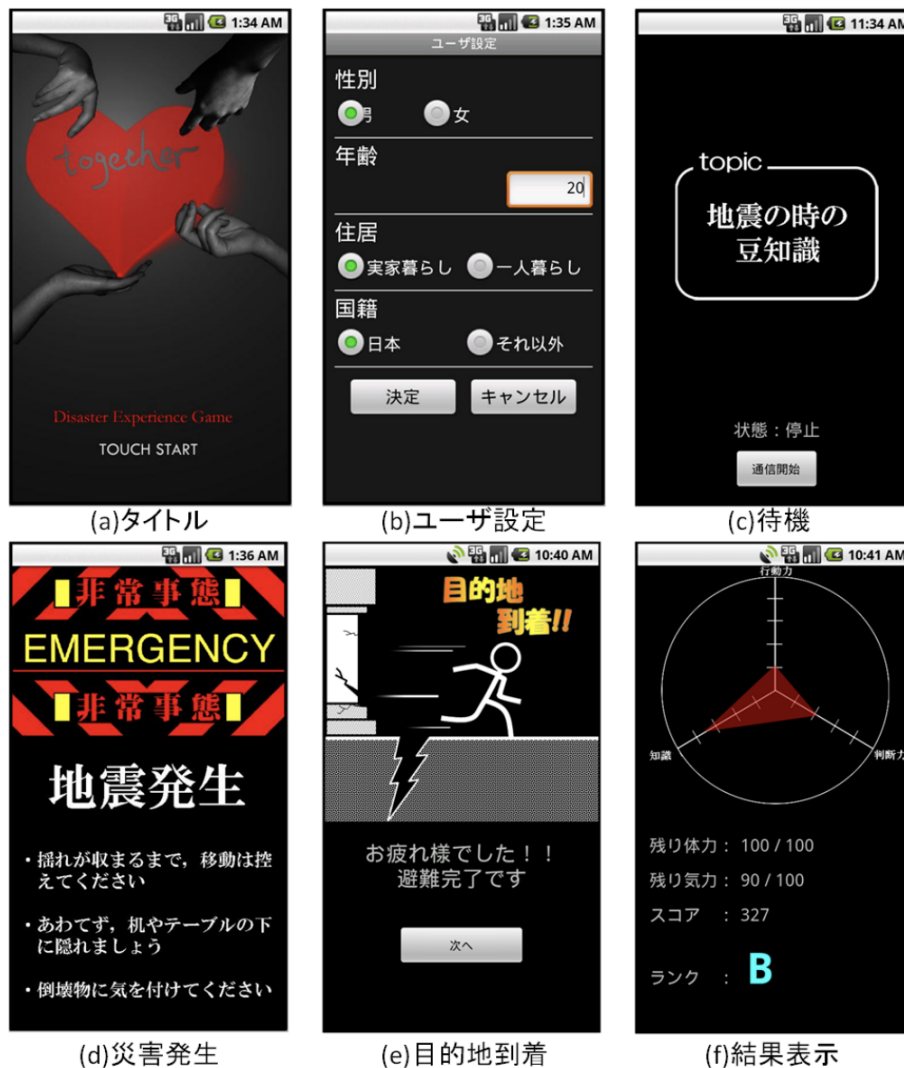 1:34 AM
together
Disaster Experience Game
TOUCH START
(a)タイトル
1:35 AM
ユーザ設定
性別
男 女
年齢
20
住居
実家暮らし 一人暮らし
国籍
日本 それ以外
決定 キャンセル
(b)ユーザ設定
11:34 AM
topic
地震の時の
豆知識
状態:停止
通信開始
(c)待機
1:36 AM
非常事態
EMERGENCY
非常事態
地震発生
・揺れが収まるまで,移動は控
えてください
・あわてず,机やテーブルの下
に隠れましょう
・倒壊物に気を付けてください
(d)災害発生
10:40 AM
目的地
到着!!
お疲れ様でした!!
避難完了です
次へ
(e)目的地到着
10:41 AM
行動力
知識
判断力
残り体力: 100 / 100
残り気力: 90 / 100
スコア : 327
ランク : B
(f)結果表示